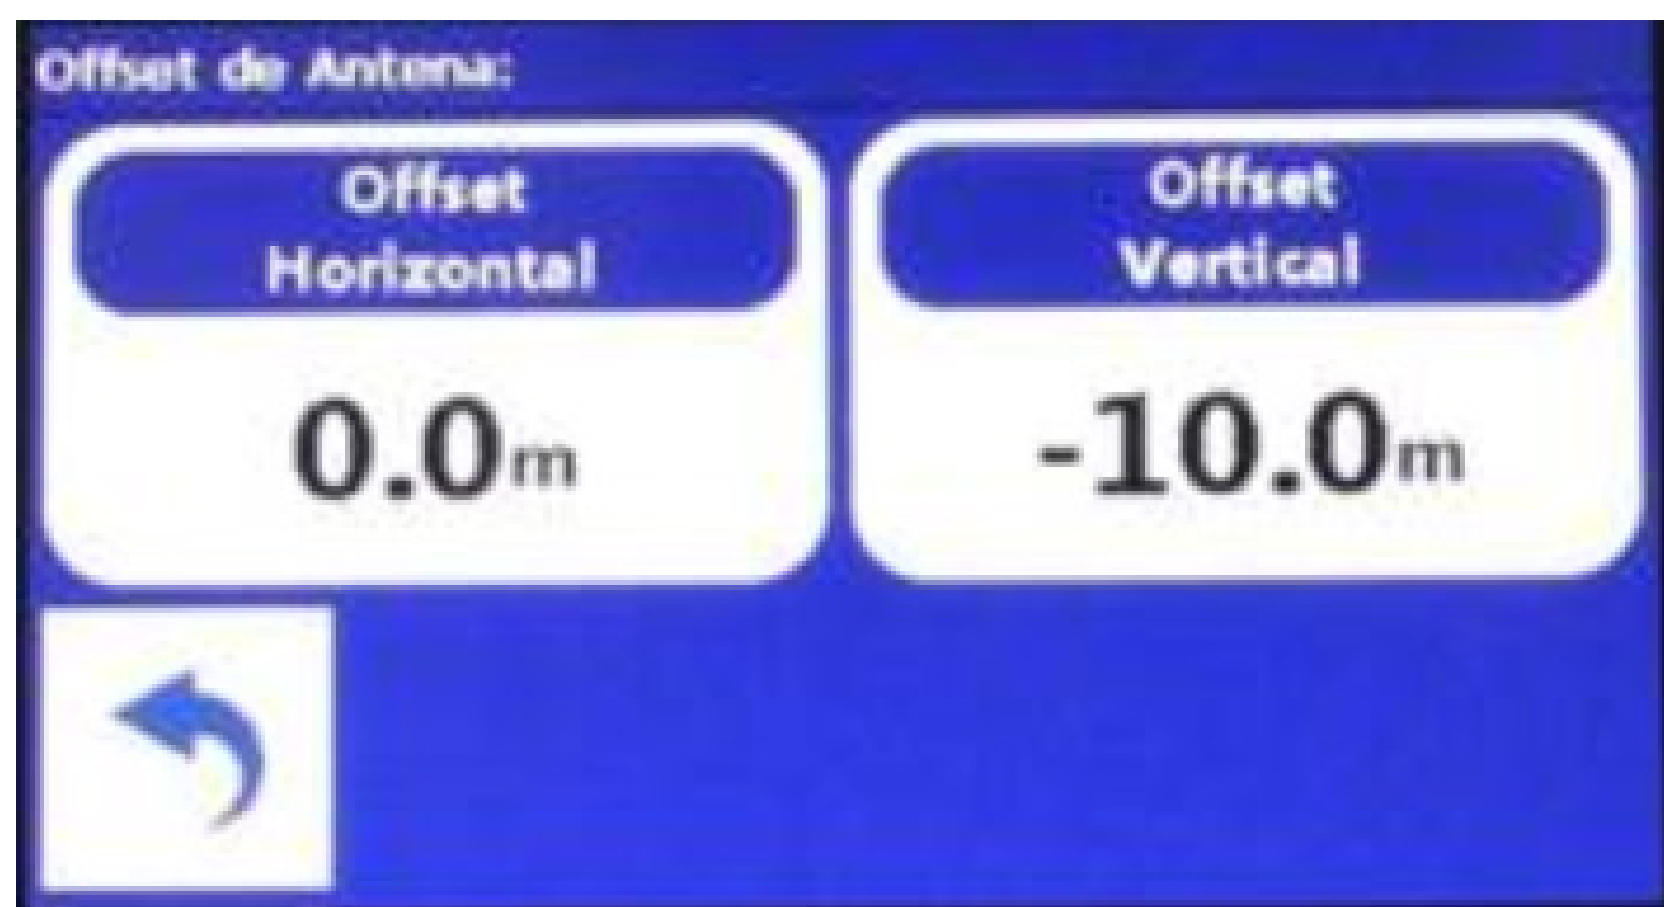 Offset de Antena:
Offset
Horizontal
0.0m
Offset
Vertical
-10.0m